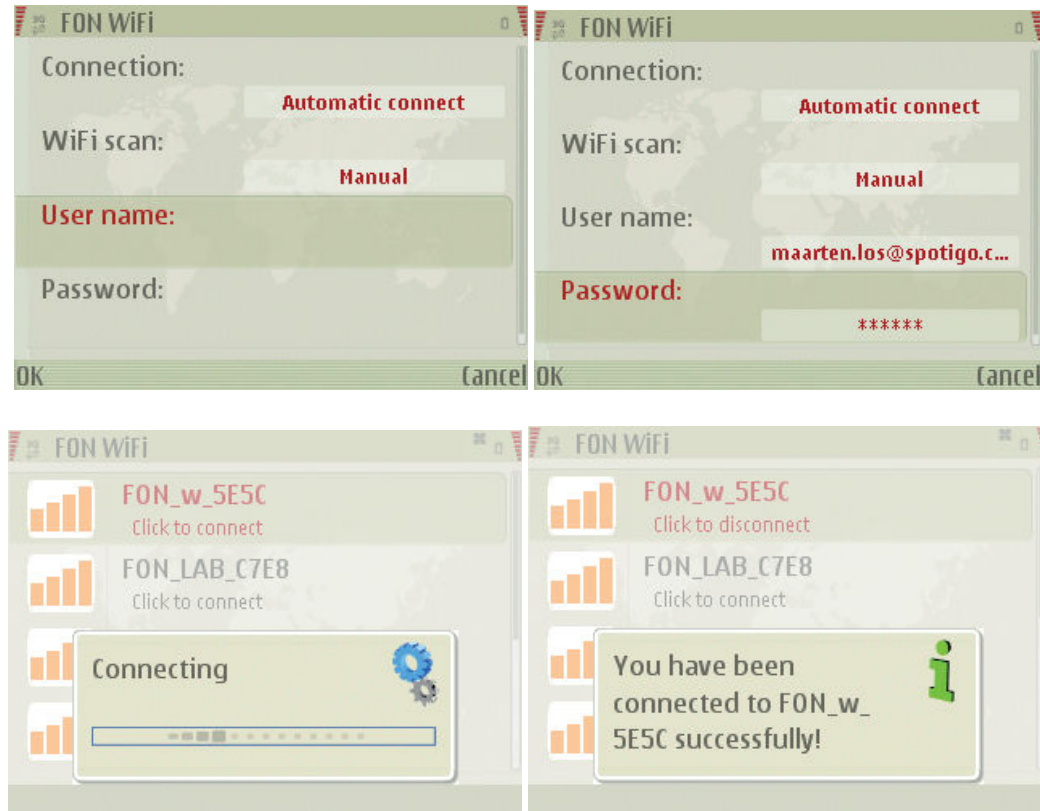 FON WiFi
Connection:
Automatic connect
WiFi scan:
Manual
User name:
Password:
OK Cancel
FON WiFi
Connection:
Automatic connect
WiFi scan:
Manual
User name:
maarten.los@spotigo.c...
Password:
******
OK Cancel
FON WiFi
FON_w_5E5C
Click to connect
FON_LAB_C7E8
Click to connect
Connecting
FON WiFi
FON_w_5E5C
Click to disconnect
FON_LAB_C7E8
Click to connect
You have been
connected to FON_w_
5E5C successfully!